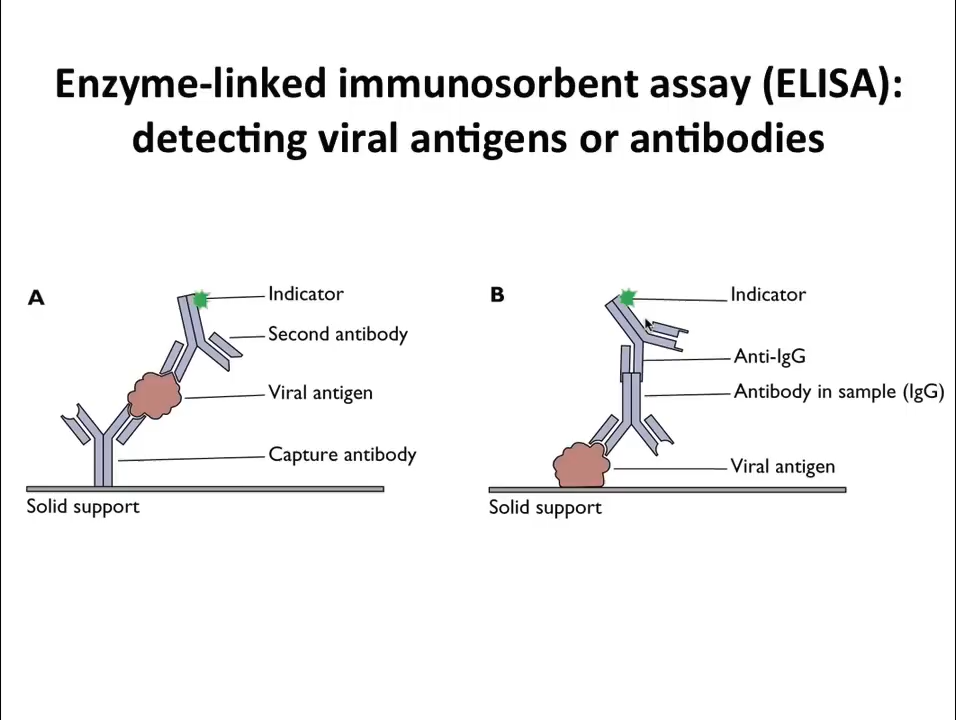 Enzyme-linked immunosorbent assay (ELISA):
detecting viral antigens or antibodies
A
Indicator
Second antibody
Viral antigen
Capture antibody
Solid support
B
Indicator
Anti-IgG
Antibody in sample (IgG)
Viral antigen
Solid support